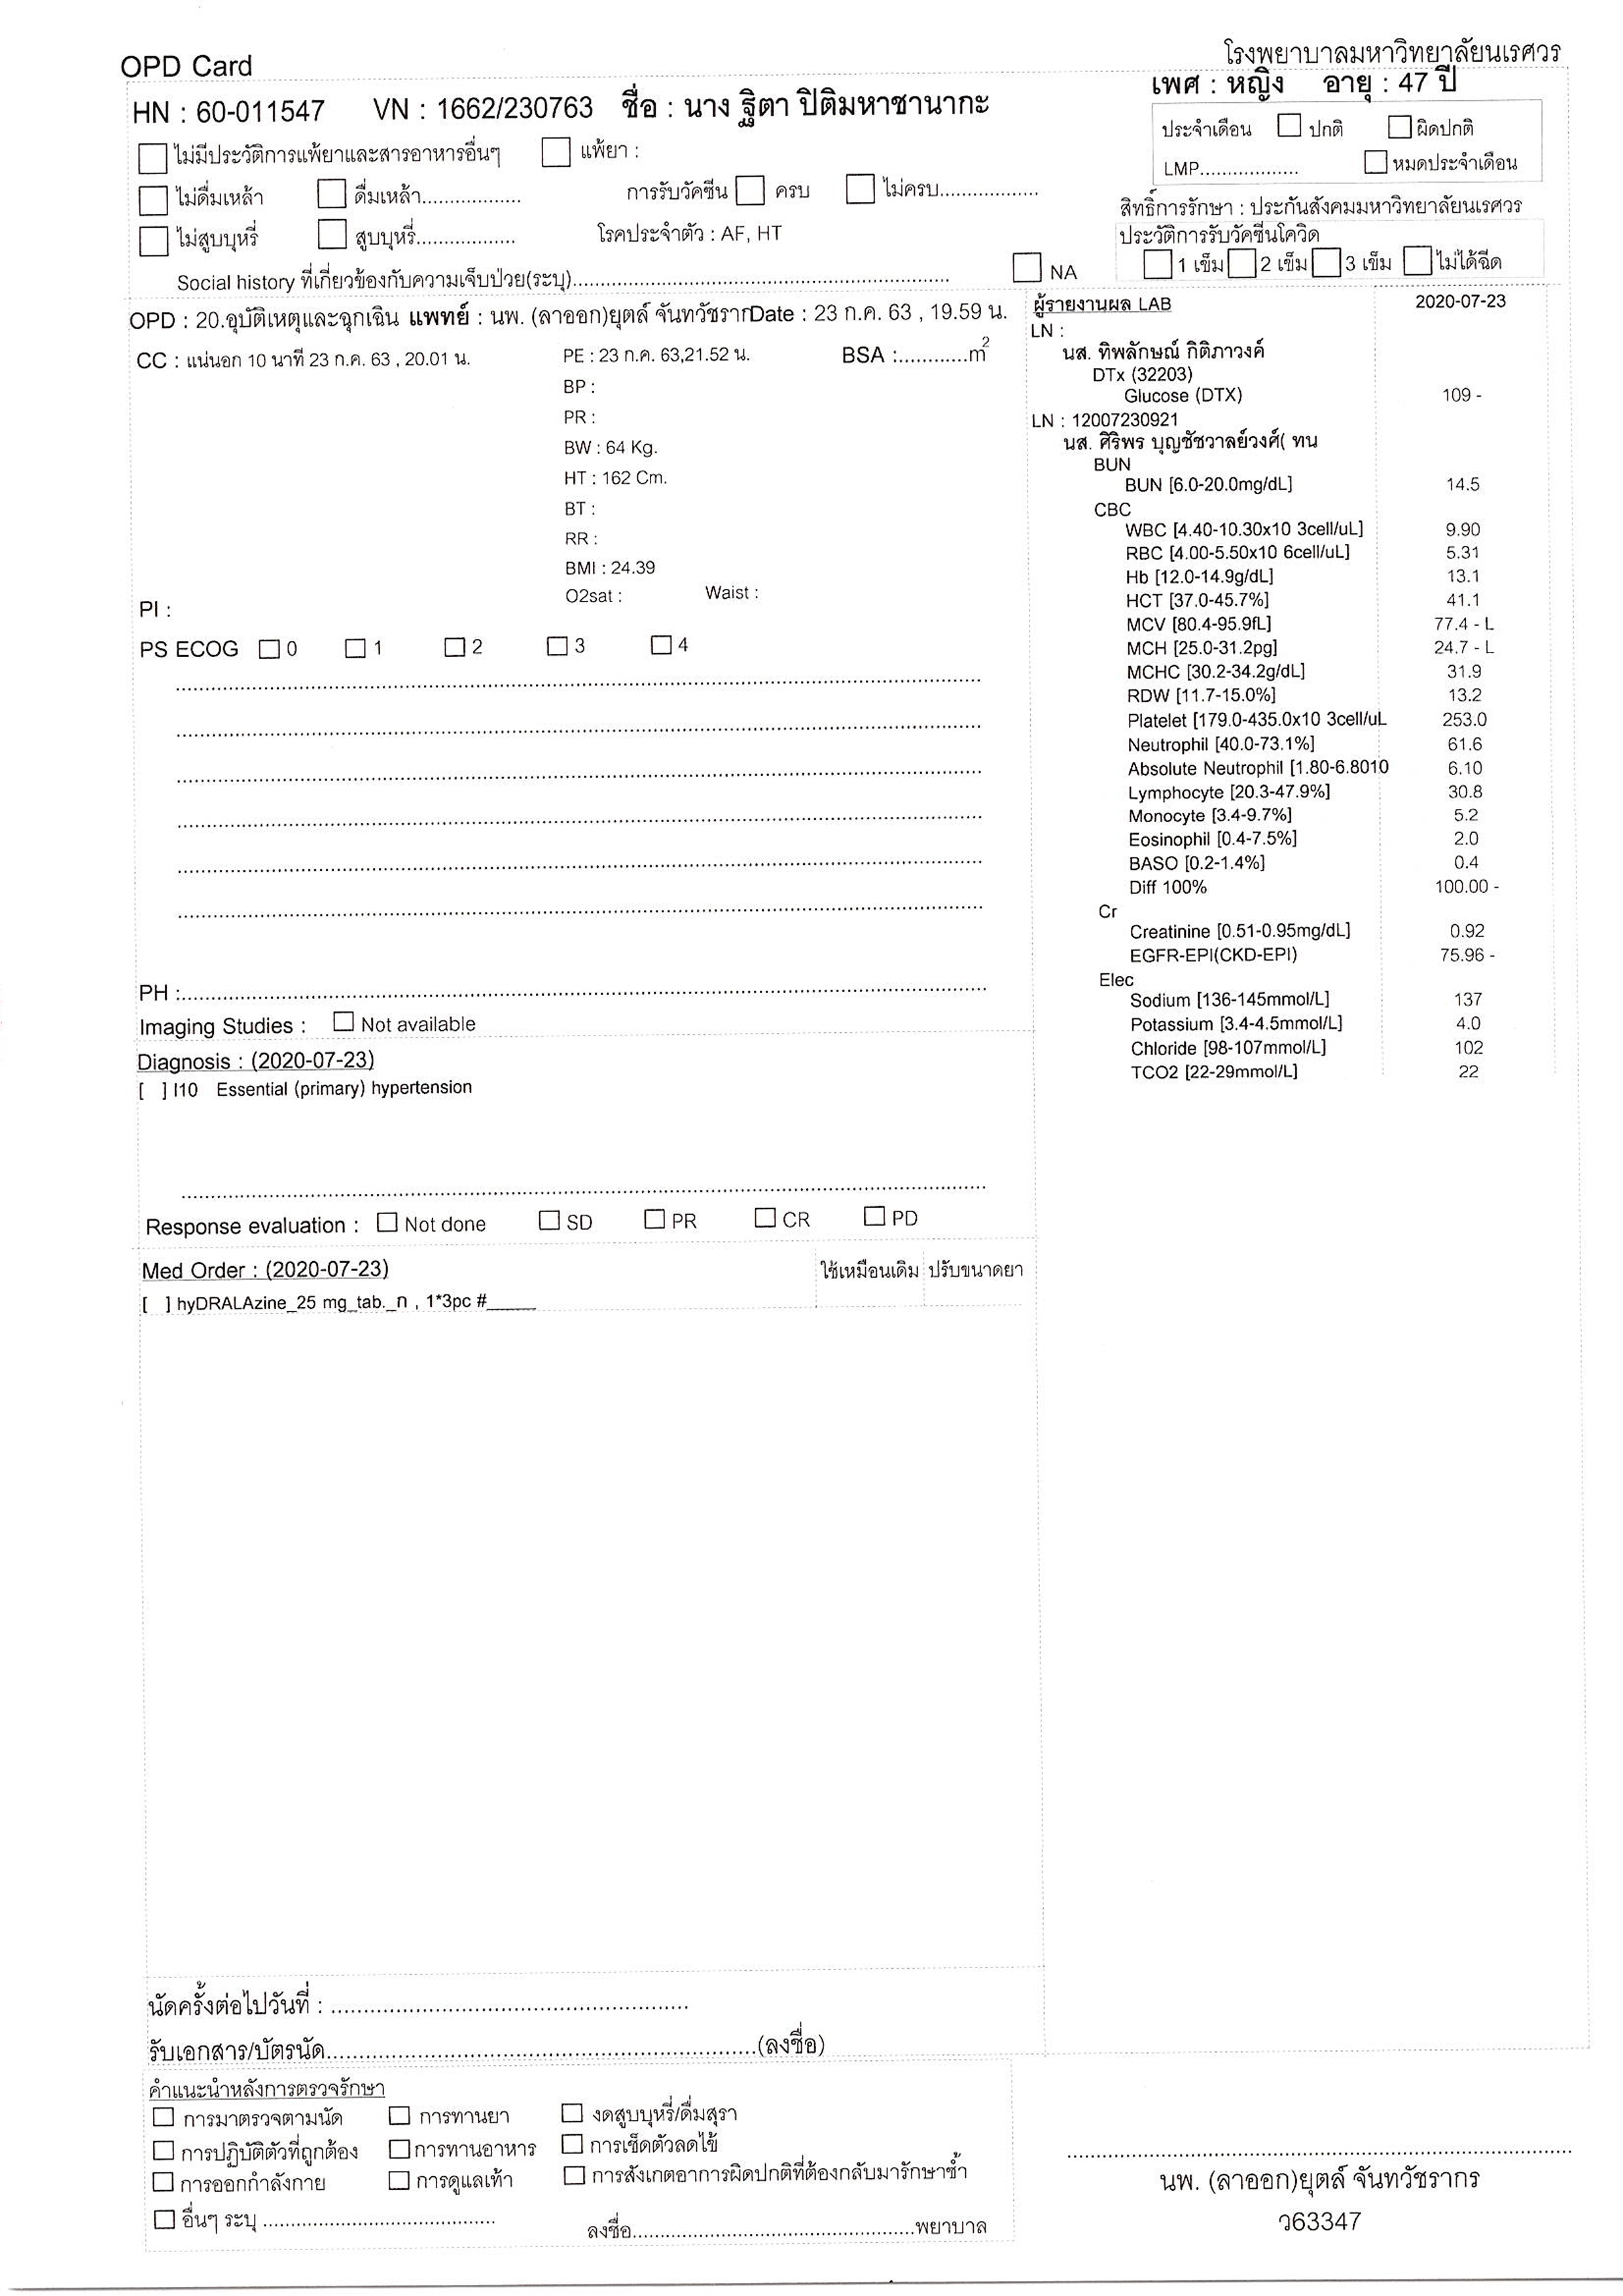 OPD Card
โรงพยาบาลมหาวิทยาลัยนเรศวร
HN : 60-011547 VN : 1662/230763 ชื่อ : นาง ฐิตา ปิติมหาชานากะ
เพศ : หญิง อายุ : 47 ปี
ประจำเดือน ปกติ ผิดปกติ
LMP.................. หมดประจำเดือน
ไม่มีประวัติการแพ้ยาและสารอาหารอื่นๆ แพ้ยา :
ไม่ดื่มเหล้า ดื่มเหล้า.................. การรับวัคซีน ครบ ไม่ครบ..................
ไม่สูบบุหรี่ สูบบุหรี่.................. โรคประจำตัว : AF, HT
สิทธิ์การรักษา : ประกันสังคมมหาวิทยาลัยนเรศวร
ประวัติการรับวัคซีนโควิด
1 เข็ม 2 เข็ม 3 เข็ม ไม่ได้ฉีด
Social history ที่เกี่ยวข้องกับความเจ็บป่วย(ระบุ).................. NA
OPD : 20.อุบัติเหตุและฉุกเฉิน แพทย์ : นพ. (ลาออก)ยุตล์ จันทวัชรากDate : 23 ก.ค. 63 , 19.59 น.
CC : แน่นอก 10 นาที 23 ก.ค. 63 , 20.01 น.
PE : 23 ก.ค. 63,21.52 น. BSA :............m2
BP :
PR :
BW : 64 Kg.
HT : 162 Cm.
BT :
RR :
BMI : 24.39
O2sat : Waist :
PI :
PS ECOG 0 1 2 3 4
PH :..................
Imaging Studies : Not available
Diagnosis : (2020-07-23)
[ ] I10 Essential (primary) hypertension
Response evaluation : Not done SD PR CR PD
Med Order : (2020-07-23) ใช้เหมือนเดิม ปรับขนาดยา
[ ] hyDRALAzine_25 mg_tab._n , 1*3pc #_____
ผู้รายงานผล LAB 2020-07-23
LN :
นส. ทิพลักษณ์ กิติภาวงค์
DTx (32203)
Glucose (DTX) 109 -
LN : 12007230921
นส. ศิริพร บุญชัชวาลย์วงศ์( ทน
BUN
BUN [6.0-20.0mg/dL] 14.5
CBC
WBC [4.40-10.30x10 3cell/uL] 9.90
RBC [4.00-5.50x10 6cell/uL] 5.31
Hb [12.0-14.9g/dL] 13.1
HCT [37.0-45.7%] 41.1
MCV [80.4-95.9fL] 77.4 - L
MCH [25.0-31.2pg] 24.7 - L
MCHC [30.2-34.2g/dL] 31.9
RDW [11.7-15.0%] 13.2
Platelet [179.0-435.0x10 3cell/uL 253.0
Neutrophil [40.0-73.1%] 61.6
Absolute Neutrophil [1.80-6.8010 6.10
Lymphocyte [20.3-47.9%] 30.8
Monocyte [3.4-9.7%] 5.2
Eosinophil [0.4-7.5%] 2.0
BASO [0.2-1.4%] 0.4
Diff 100% 100.00 -
Cr
Creatinine [0.51-0.95mg/dL] 0.92
EGFR-EPI(CKD-EPI) 75.96 -
Elec
Sodium [136-145mmol/L] 137
Potassium [3.4-4.5mmol/L] 4.0
Chloride [98-107mmol/L] 102
TCO2 [22-29mmol/L] 22
นัดครั้งต่อไปวันที่ : ..................
รับเอกสาร/บัตรนัด..................(ลงชื่อ)
คำแนะนำหลังการตรวจรักษา
การมาตรวจตามนัด การทานยา งดสูบบุหรี่/ดื่มสุรา
การปฏิบัติตัวที่ถูกต้อง การทานอาหาร การเช็ดตัวลดไข้
การออกกำลังกาย การดูแลเท้า การสังเกตอาการผิดปกติที่ต้องกลับมารักษาซ้ำ
อื่นๆ ระบุ ..................
ลงชื่อ..................พยาบาล
นพ. (ลาออก)ยุตล์ จันทวัชรากร
ว63347